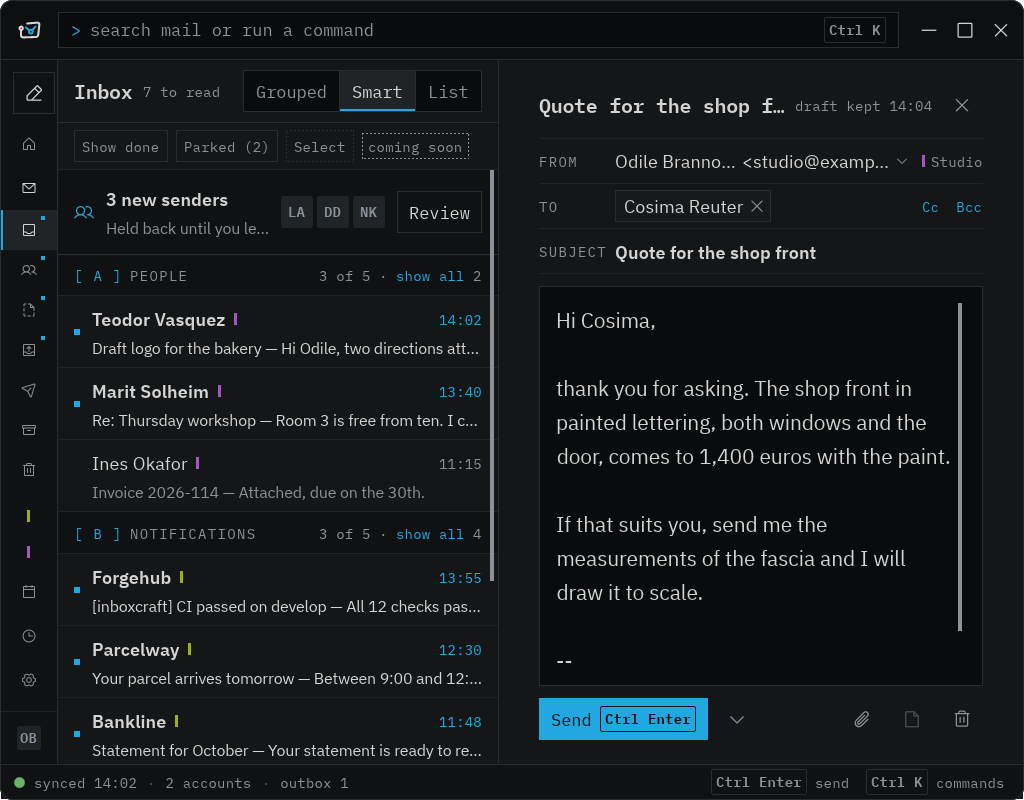 > search mail or run a command
Ctrl K
Inbox 7 to read
Grouped Smart List
Show done Parked (2) Select coming soon
3 new senders
Held back until you le...
LA DD NK
Review
[ A ] PEOPLE 3 of 5 · show all 2
Teodor Vasquez 14:02
Draft logo for the bakery — Hi Odile, two directions att...
Marit Solheim 13:40
Re: Thursday workshop — Room 3 is free from ten. I c...
Ines Okafor 11:15
Invoice 2026-114 — Attached, due on the 30th.
[ B ] NOTIFICATIONS 3 of 5 · show all 4
Forgehub 13:55
[inboxcraft] CI passed on develop — All 12 checks pas...
Parcelway 12:30
Your parcel arrives tomorrow — Between 9:00 and 12:...
Bankline 11:48
Statement for October — Your statement is ready to re...
OB
Quote for the shop f... draft kept 14:04
FROM Odile Branno... <studio@examp... Studio
TO Cosima Reuter Cc Bcc
SUBJECT Quote for the shop front
Hi Cosima,
thank you for asking. The shop front in
painted lettering, both windows and the
door, comes to 1,400 euros with the paint.
If that suits you, send me the
measurements of the fascia and I will
draw it to scale.
--
Send Ctrl Enter
synced 14:02 · 2 accounts · outbox 1
Ctrl Enter send Ctrl K commands